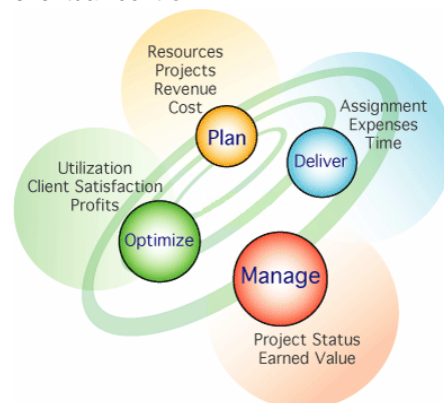 Resources
Projects
Revenue
Cost
Plan
Assignment
Expenses
Time
Deliver
Utilization
Client Satisfaction
Profits
Optimize
Manage
Project Status
Earned Value